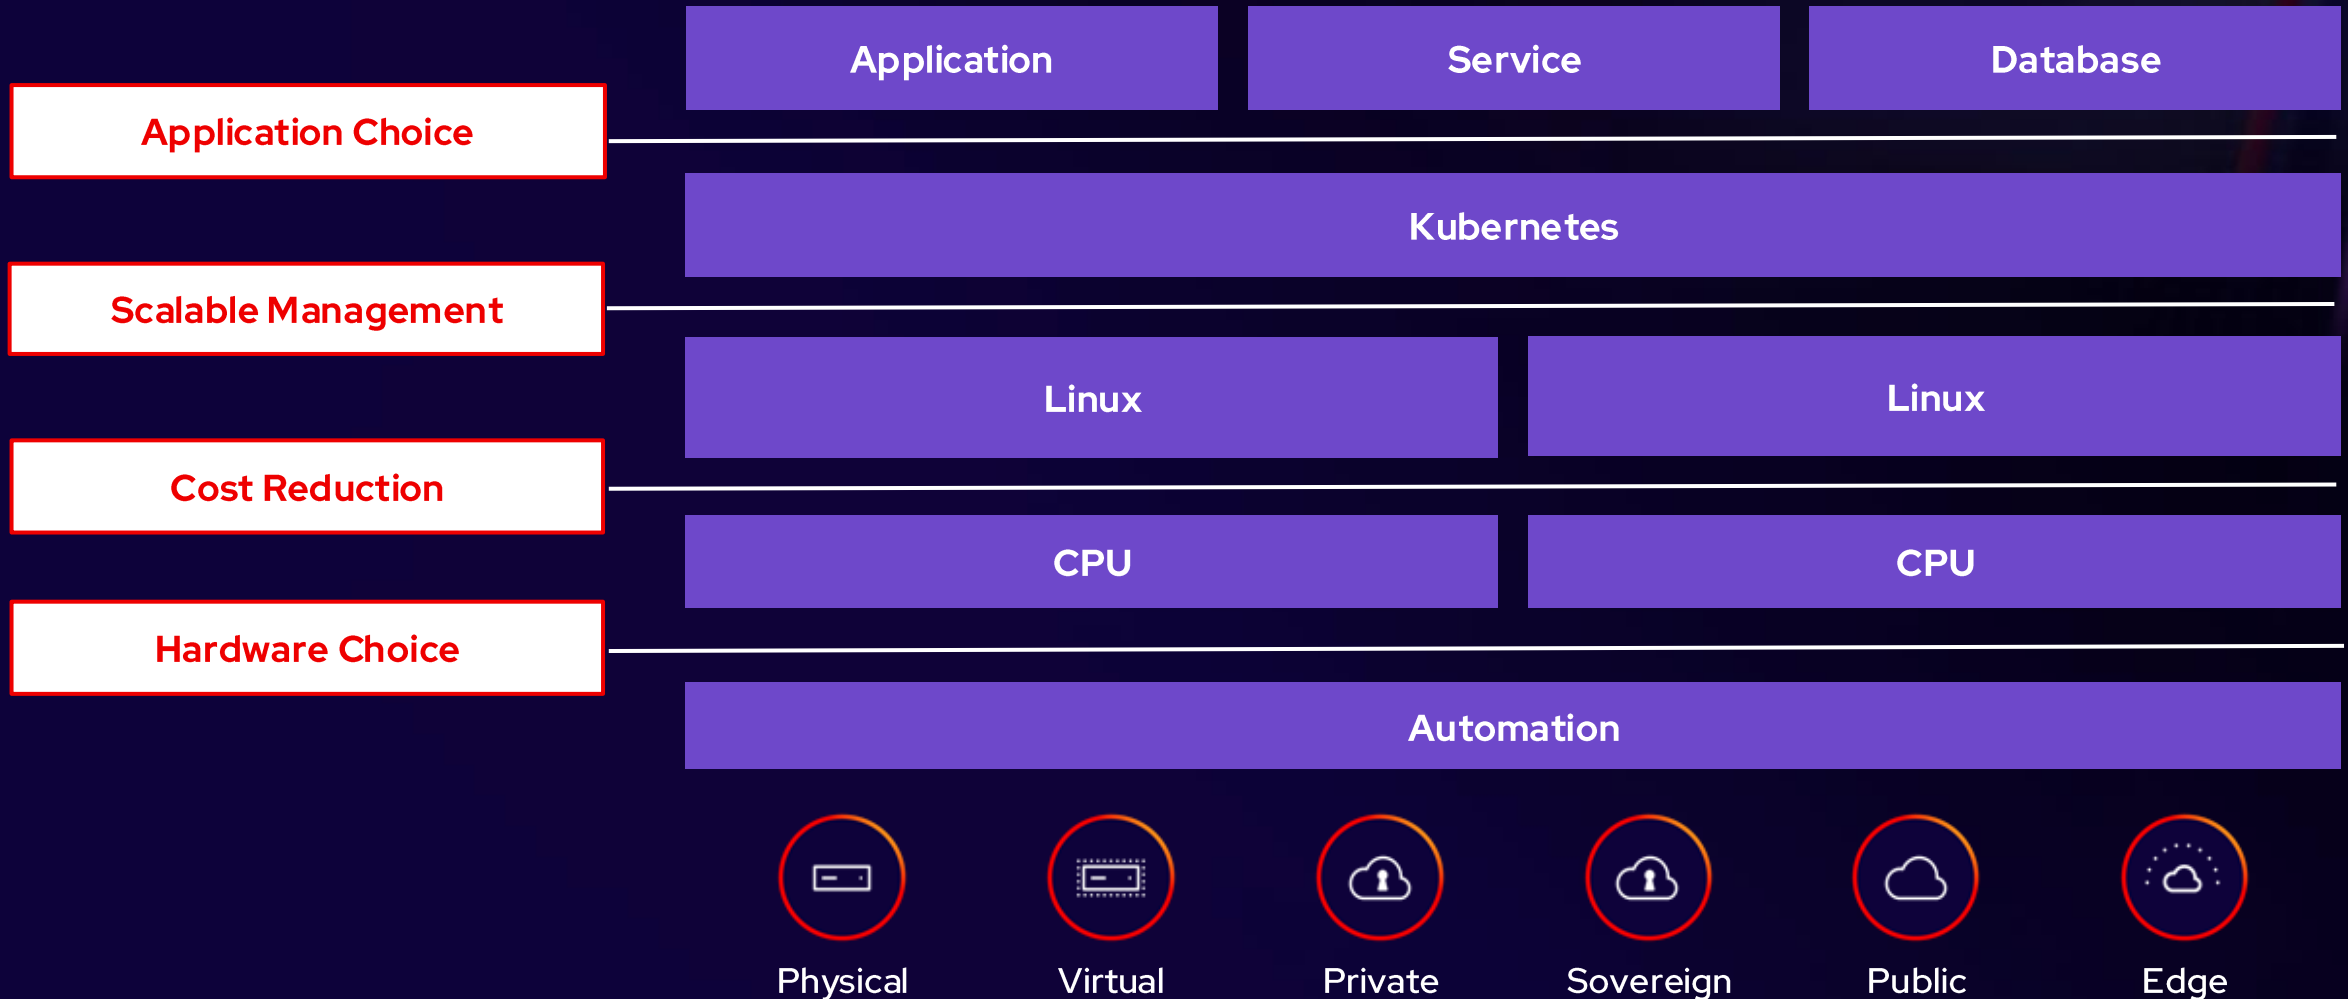 Application
Service
Database
Application Choice
Kubernetes
Scalable Management
Linux
Linux
Cost Reduction
CPU
CPU
Hardware Choice
Automation
Physical
Virtual
Private
Sovereign
Public
Edge